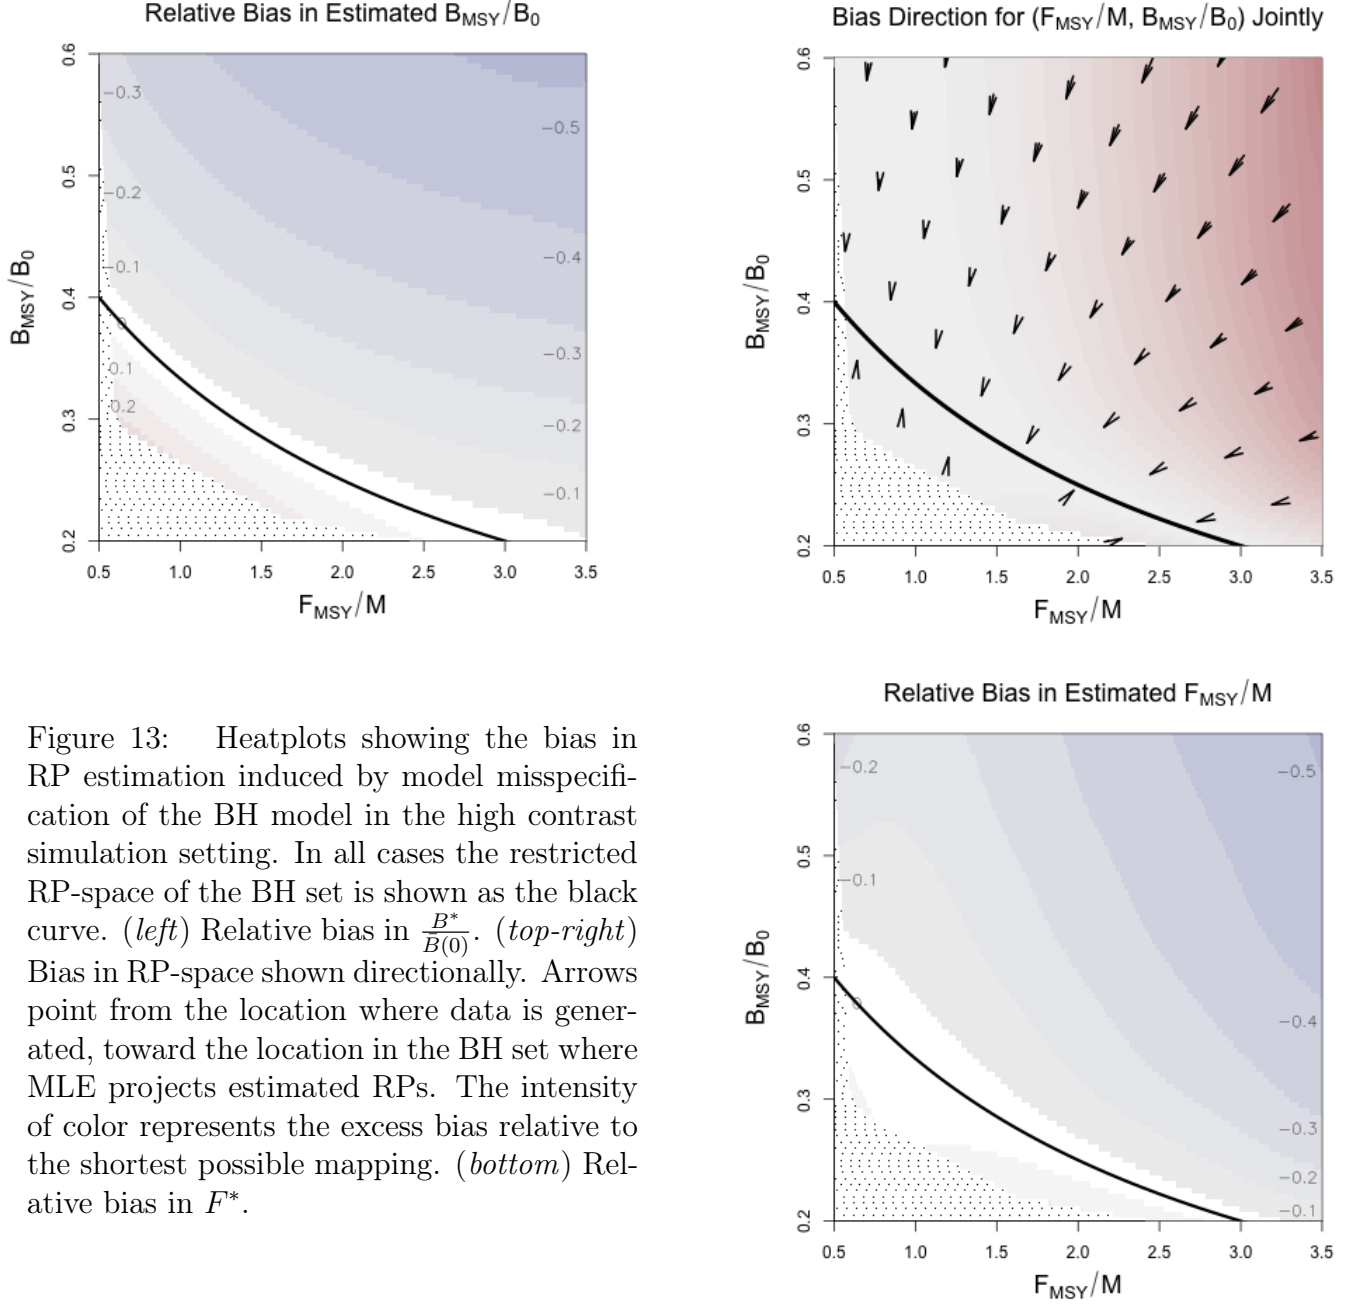 Relative Bias in Estimated B_MSY/B_0
B_MSY/B_0
0.6
0.5
0.4
0.3
0.2
−0.3
−0.2
−0.1
0
0.1
0.2
−0.5
−0.4
−0.3
−0.2
−0.1
0.5 1.0 1.5 2.0 2.5 3.0 3.5
F_MSY/M
Bias Direction for (F_MSY/M, B_MSY/B_0) Jointly
B_MSY/B_0
0.6
0.5
0.4
0.3
0.2
0.5 1.0 1.5 2.0 2.5 3.0 3.5
F_MSY/M
Figure 13: Heatplots showing the bias in
RP estimation induced by model misspecifi-
cation of the BH model in the high contrast
simulation setting. In all cases the restricted
RP-space of the BH set is shown as the black
curve. (left) Relative bias in B*/B̄(0). (top-right)
Bias in RP-space shown directionally. Arrows
point from the location where data is gener-
ated, toward the location in the BH set where
MLE projects estimated RPs. The intensity
of color represents the excess bias relative to
the shortest possible mapping. (bottom) Rel-
ative bias in F*.
Relative Bias in Estimated F_MSY/M
B_MSY/B_0
0.6
0.5
0.4
0.3
0.2
−0.2
−0.1
0
−0.5
−0.4
−0.3
−0.2
−0.1
0.5 1.0 1.5 2.0 2.5 3.0 3.5
F_MSY/M